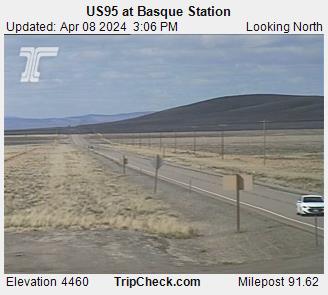 US95 at Basque Station
Updated: Apr 08 2024 3:06 PM Looking North
Elevation 4460 TripCheck.com Milepost 91.62